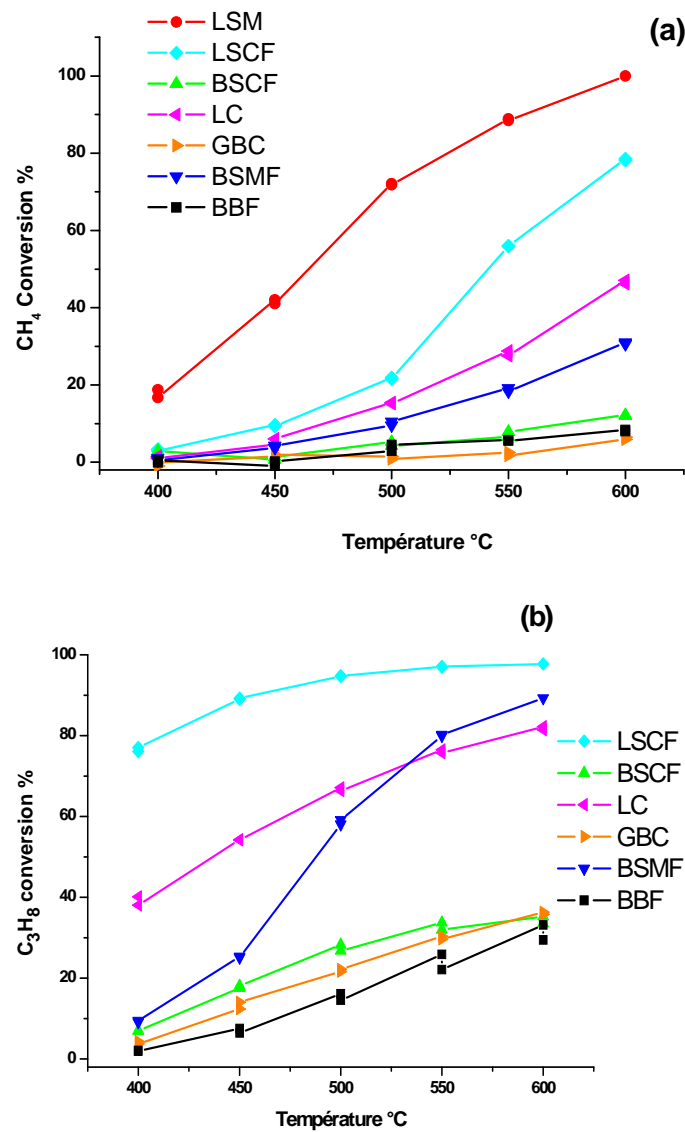 (a)
LSM
LSCF
BSCF
LC
GBC
BSMF
BBF
CH4 Conversion %
100
80
60
40
20
0
400 450 500 550 600
Température °C
(b)
C3H8 conversion %
100
80
60
40
20
0
LSCF
BSCF
LC
GBC
BSMF
BBF
400 450 500 550 600
Température °C